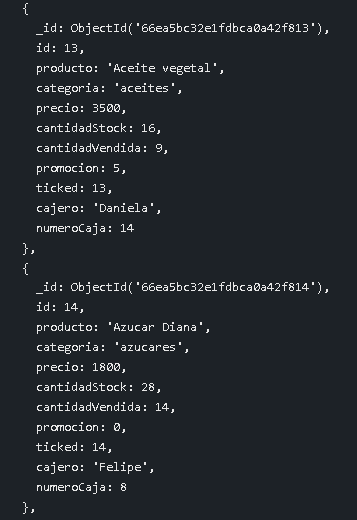 {
_id: ObjectId('66ea5bc32e1fdbca0a42f813'),
id: 13,
producto: 'Aceite vegetal',
categoria: 'aceites',
precio: 3500,
cantidadStock: 16,
cantidadVendida: 9,
promocion: 5,
ticked: 13,
cajero: 'Daniela',
numeroCaja: 14
},
{
_id: ObjectId('66ea5bc32e1fdbca0a42f814'),
id: 14,
producto: 'Azucar Diana',
categoria: 'azucares',
precio: 1800,
cantidadStock: 28,
cantidadVendida: 14,
promocion: 0,
ticked: 14,
cajero: 'Felipe',
numeroCaja: 8
},